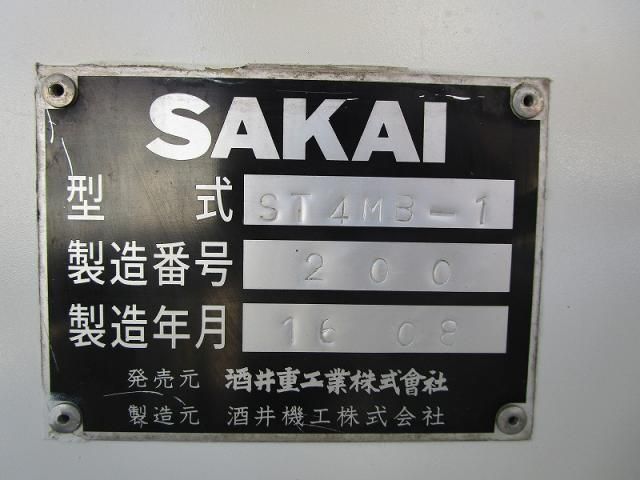 SAKAI
型式 ST4MB-1
製造番号 200
製造年月 16 08
発売元 酒井重工業株式會社
製造元 酒井機工株式会社